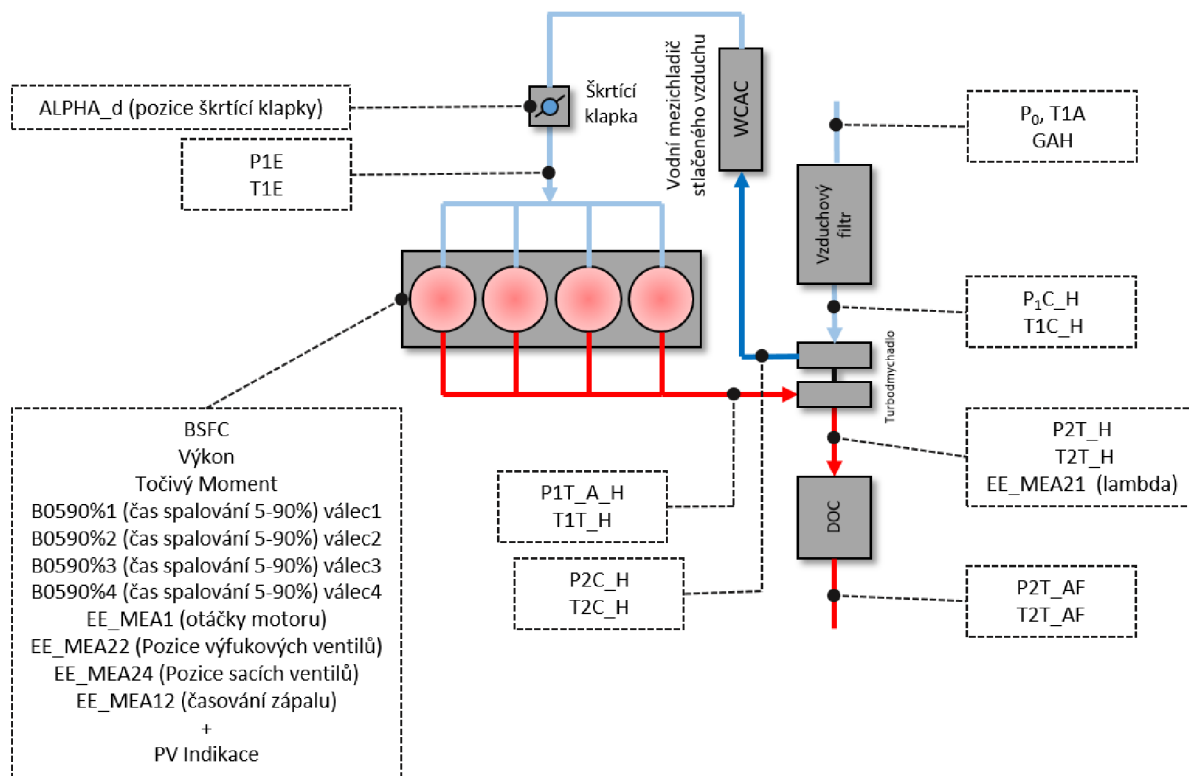 ALPHA_d (pozice škrtící klapky)
P1E
T1E
Škrtící
klapka
Vodní mezichladič
stlačeného vzduchu
WCAC
P₀, T1A
GAH
Vzduchový
filtr
P₁C_H
T1C_H
Turbodmychadlo
BSFC
Výkon
Točivý Moment
B0590%1 (čas spalování 5-90%) válec1
B0590%2 (čas spalování 5-90%) válec2
B0590%3 (čas spalování 5-90%) válec3
B0590%4 (čas spalování 5-90%) válec4
EE_MEA1 (otáčky motoru)
EE_MEA22 (Pozice výfukových ventilů)
EE_MEA24 (Pozice sacích ventilů)
EE_MEA12 (časování zápalu)
+
PV Indikace
P1T_A_H
T1T_H
P2C_H
T2C_H
P2T_H
T2T_H
EE_MEA21 (lambda)
DOC
P2T_AF
T2T_AF